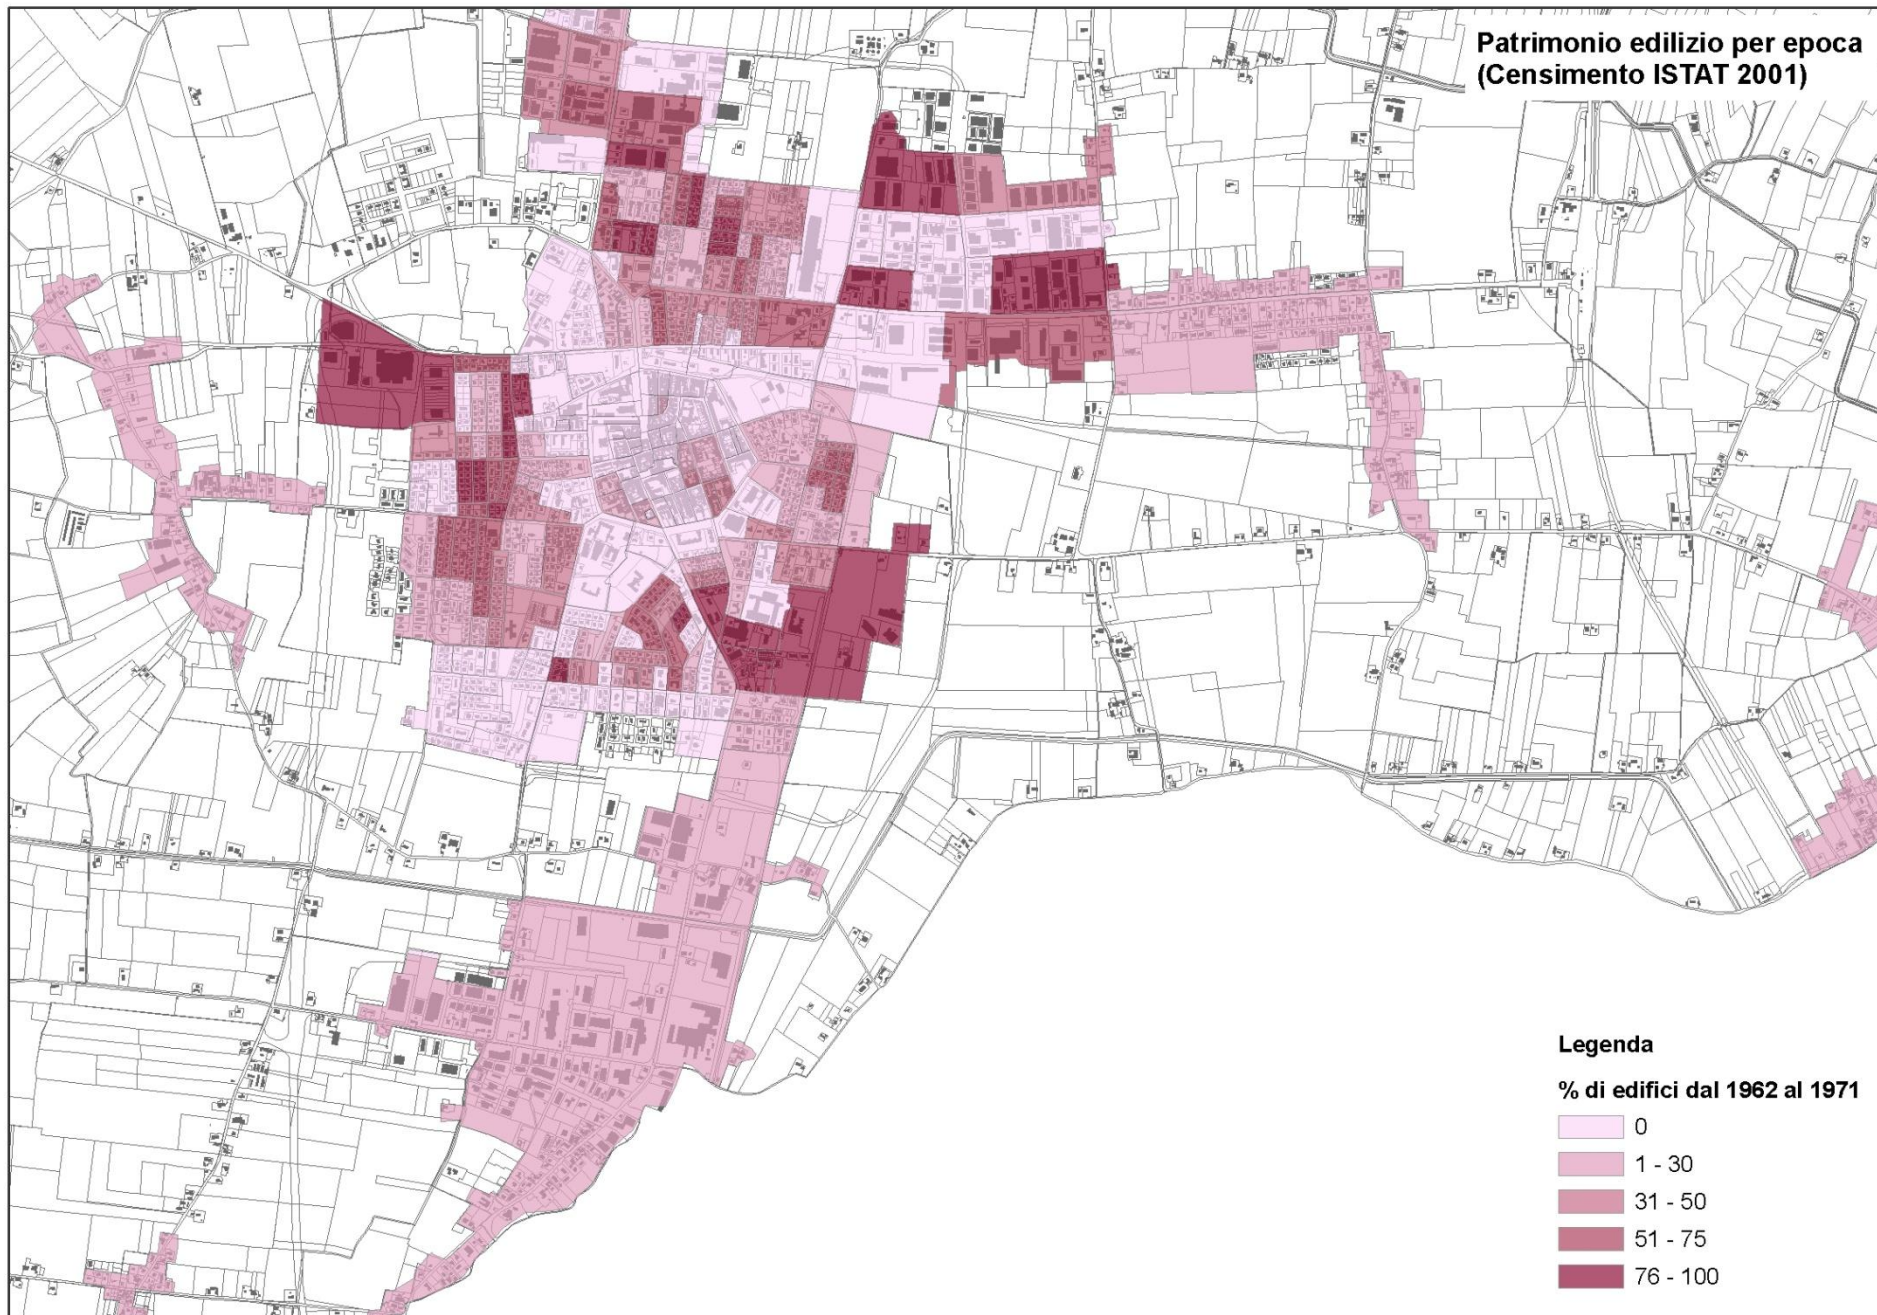 Patrimonio edilizio per epoca
(Censimento ISTAT 2001)
Legenda
% di edifici dal 1962 al 1971
0
1 - 30
31 - 50
51 - 75
76 - 100